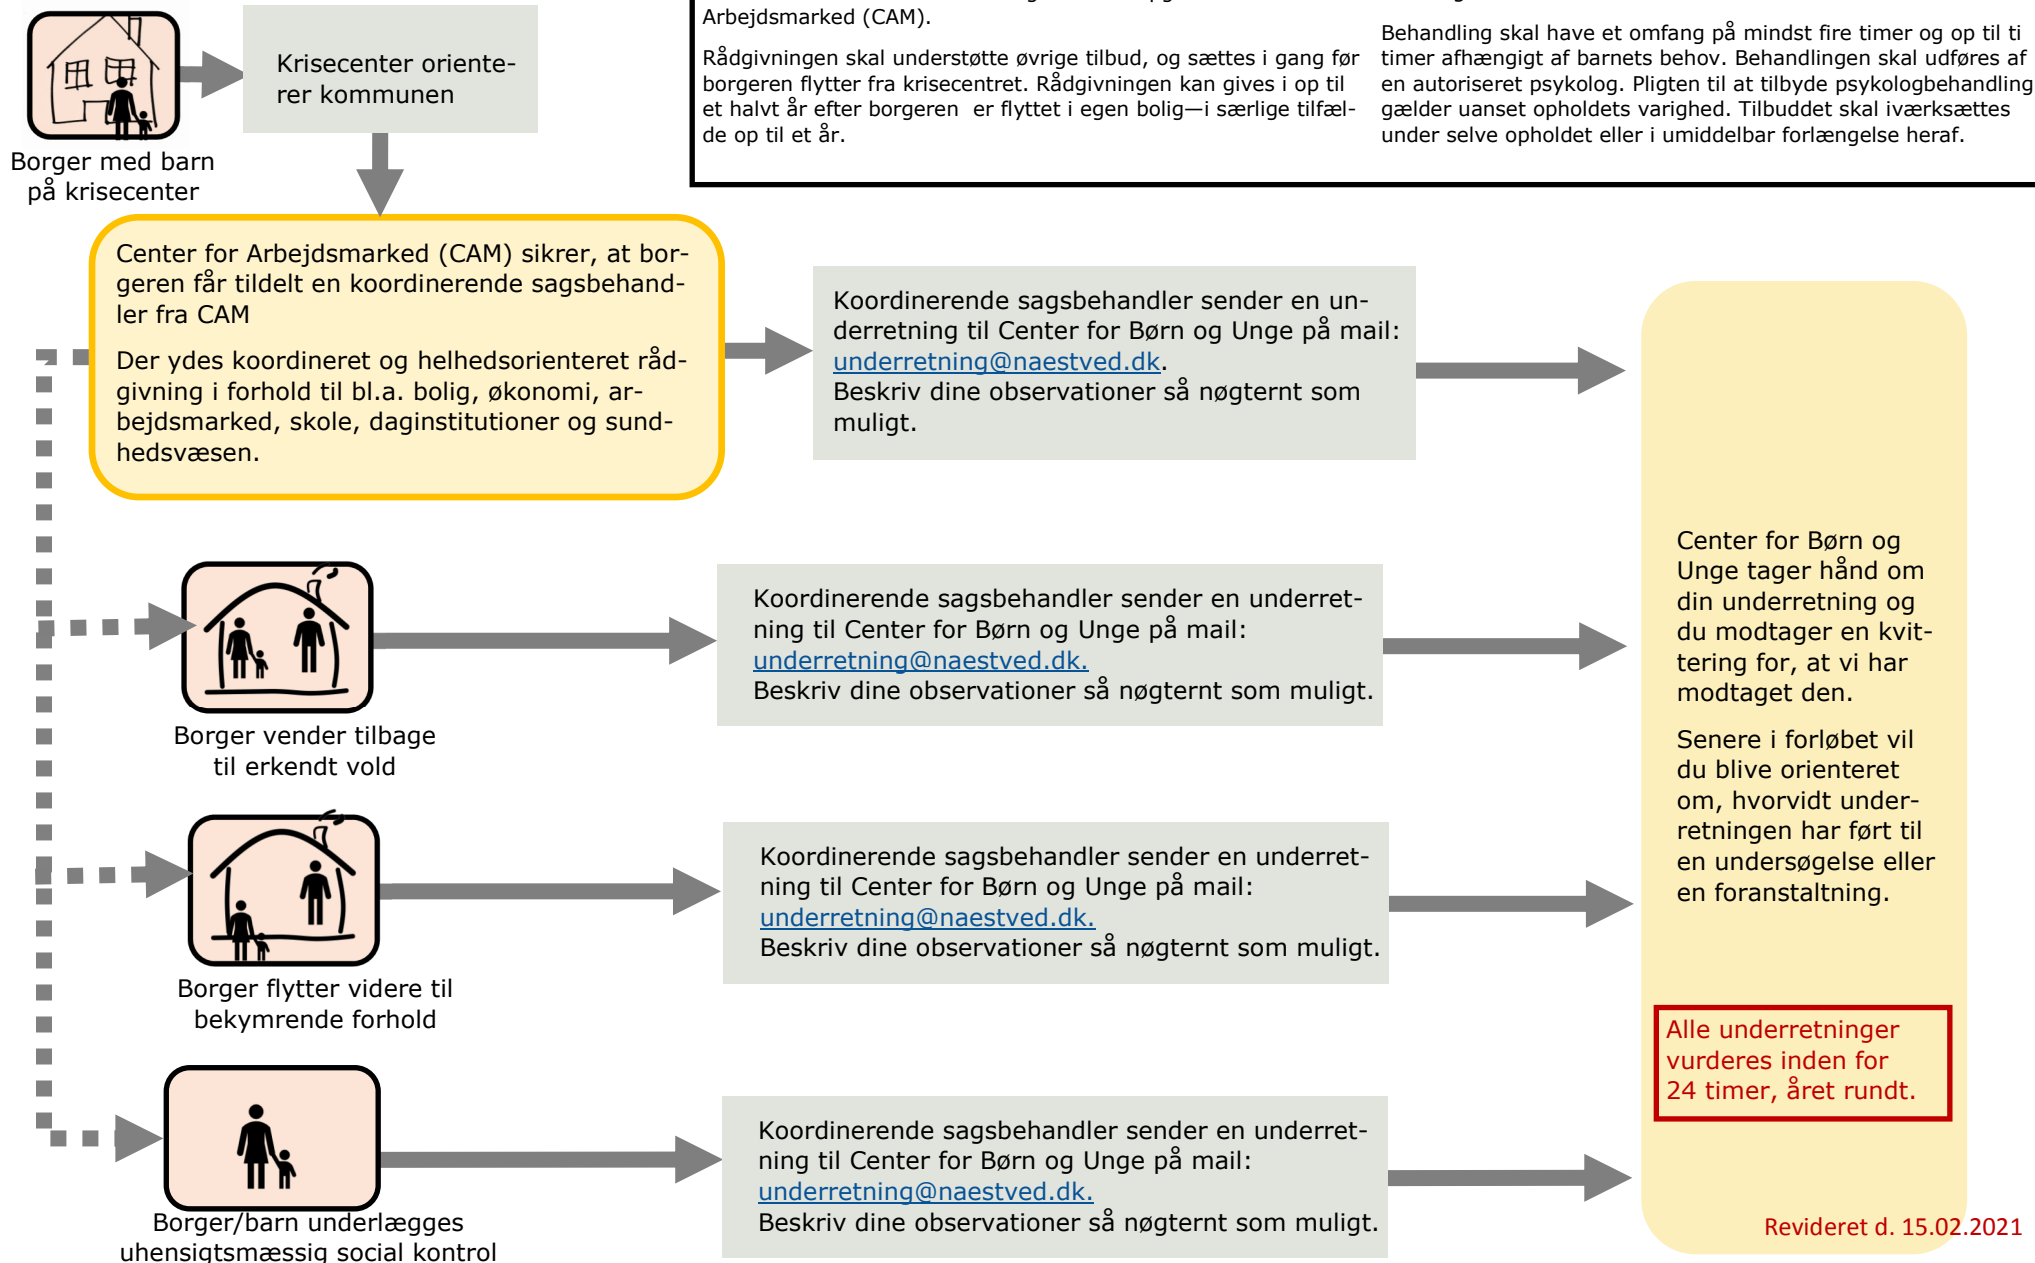 Arbejdsmarked (CAM).
Rådgivningen skal understøtte øvrige tilbud, og sættes i gang før
borgeren flytter fra krisecentret. Rådgivningen kan gives i op til
et halvt år efter borgeren er flyttet i egen bolig—i særlige tilfæl-
de op til et år.
Behandling skal have et omfang på mindst fire timer og op til ti
timer afhængigt af barnets behov. Behandlingen skal udføres af
en autoriseret psykolog. Pligten til at tilbyde psykologbehandling
gælder uanset opholdets varighed. Tilbuddet skal iværksættes
under selve opholdet eller i umiddelbar forlængelse heraf.
Krisecenter oriente-
rer kommunen
Borger med barn
på krisecenter
Center for Arbejdsmarked (CAM) sikrer, at bor-
geren får tildelt en koordinerende sagsbehand-
ler fra CAM
Der ydes koordineret og helhedsorienteret råd-
givning i forhold til bl.a. bolig, økonomi, ar-
bejdsmarked, skole, daginstitutioner og sund-
hedsvæsen.
Koordinerende sagsbehandler sender en un-
derretning til Center for Børn og Unge på mail:
underretning@naestved.dk.
Beskriv dine observationer så nøgternt som
muligt.
Borger vender tilbage
til erkendt vold
Koordinerende sagsbehandler sender en underret-
ning til Center for Børn og Unge på mail:
underretning@naestved.dk.
Beskriv dine observationer så nøgternt som muligt.
Borger flytter videre til
bekymrende forhold
Koordinerende sagsbehandler sender en underret-
ning til Center for Børn og Unge på mail:
underretning@naestved.dk.
Beskriv dine observationer så nøgternt som muligt.
Borger/barn underlægges
uhensigtsmæssig social kontrol
Koordinerende sagsbehandler sender en underret-
ning til Center for Børn og Unge på mail:
underretning@naestved.dk.
Beskriv dine observationer så nøgternt som muligt.
Center for Børn og
Unge tager hånd om
din underretning og
du modtager en kvit-
tering for, at vi har
modtaget den.
Senere i forløbet vil
du blive orienteret
om, hvorvidt under-
retningen har ført til
en undersøgelse eller
en foranstaltning.
Alle underretninger
vurderes inden for
24 timer, året rundt.
Revideret d. 15.02.2021